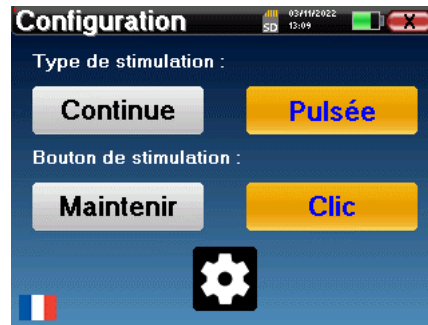 Configuration
SD
03/11/2022
13:09
X
Type de stimulation :
Continue
Pulsée
Bouton de stimulation :
Maintenir
Clic